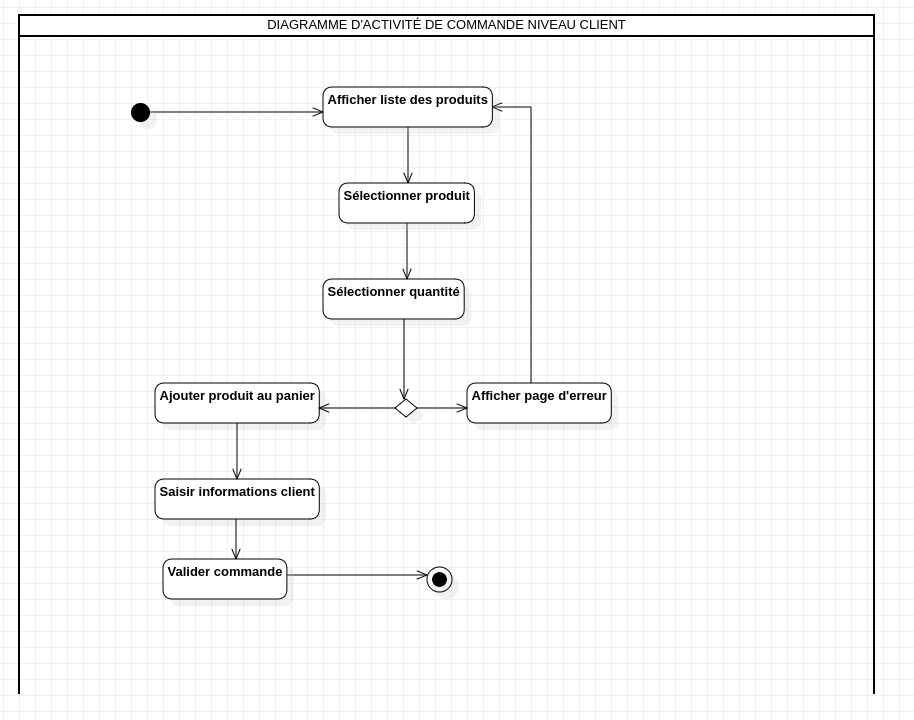 DIAGRAMME D'ACTIVITÉ DE COMMANDE NIVEAU CLIENT
Afficher liste des produits
Sélectionner produit
Sélectionner quantité
Ajouter produit au panier
Afficher page d'erreur
Saisir informations client
Valider commande